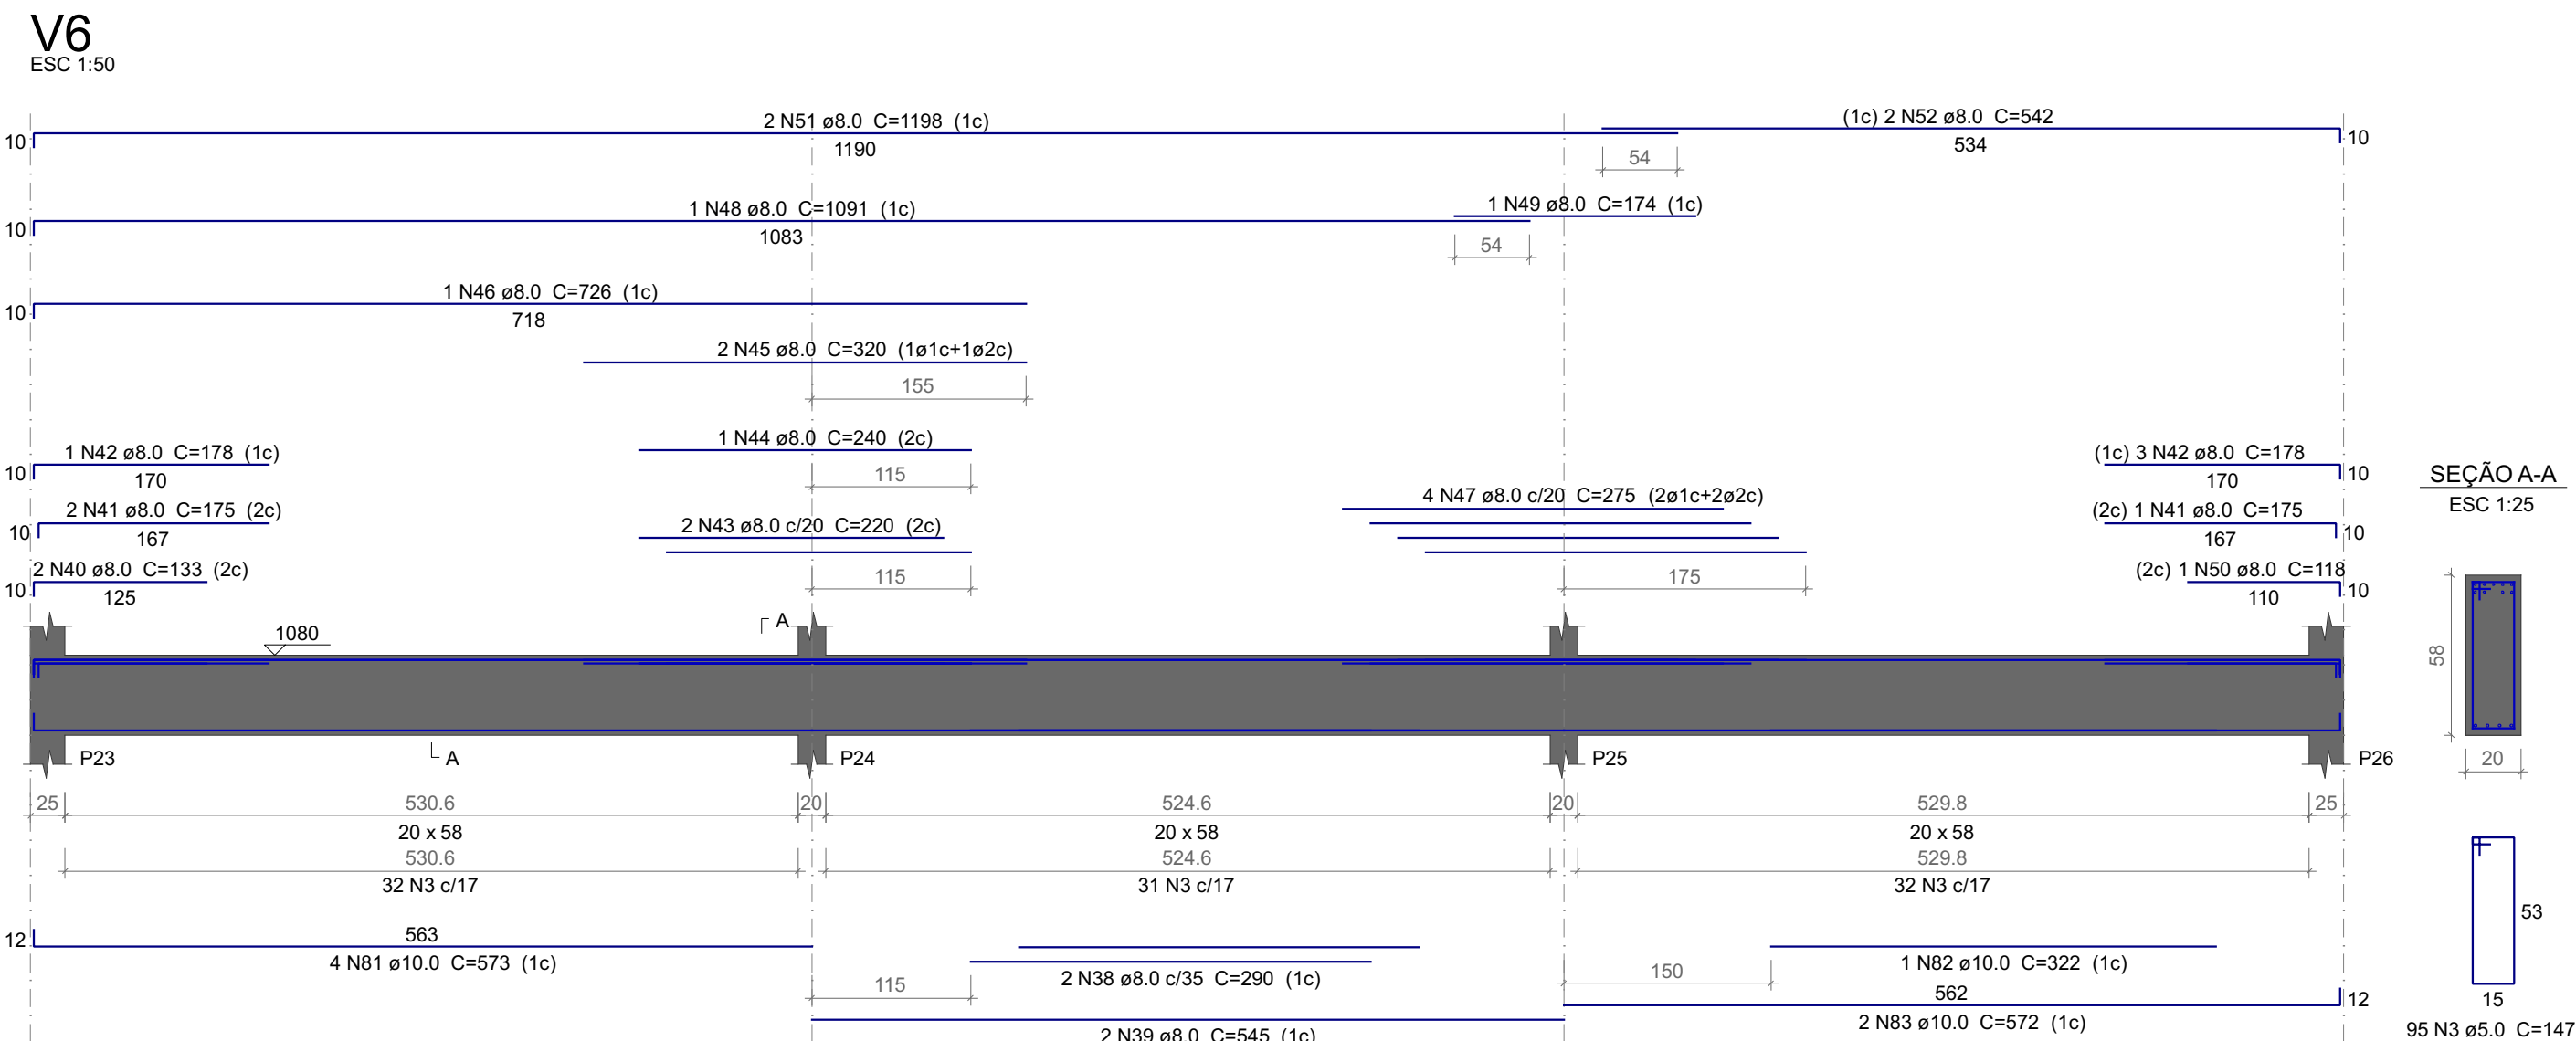 V6
ESC 1:50
2 N51 ø8.0 C=1198 (1c)
(1c) 2 N52 ø8.0 C=542
10
1190
534
10
54
1 N48 ø8.0 C=1091 (1c)
1 N49 ø8.0 C=174 (1c)
10
1083
54
1 N46 ø8.0 C=726 (1c)
10
718
2 N45 ø8.0 C=320 (1ø1c+1ø2c)
155
1 N44 ø8.0 C=240 (2c)
115
1 N42 ø8.0 C=178 (1c)
10
170
(1c) 3 N42 ø8.0 C=178
170
10
2 N41 ø8.0 C=175 (2c)
10
167
2 N43 ø8.0 c/20 C=220 (2c)
115
4 N47 ø8.0 c/20 C=275 (2ø1c+2ø2c)
175
(2c) 1 N41 ø8.0 C=175
167
10
2 N40 ø8.0 C=133 (2c)
10
125
(2c) 1 N50 ø8.0 C=118
110
10
SEÇÃO A-A
ESC 1:25
58
20
1080
A
A
P23
P24
P25
P26
25
530.6
20
524.6
20
529.8
25
20 x 58
20 x 58
20 x 58
530.6
524.6
529.8
32 N3 c/17
31 N3 c/17
32 N3 c/17
12
563
4 N81 ø10.0 C=573 (1c)
115
2 N38 ø8.0 c/35 C=290 (1c)
2 N39 ø8.0 C=545 (1c)
150
1 N82 ø10.0 C=322 (1c)
562
12
2 N83 ø10.0 C=572 (1c)
53
15
95 N3 ø5.0 C=147